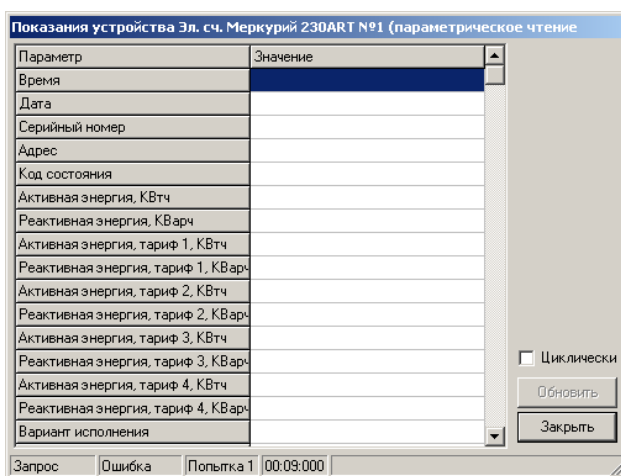 Показания устройства Эл. сч. Меркурий 230ART №1 (параметрическое чтение
Параметр Значение
Время
Дата
Серийный номер
Адрес
Код состояния
Активная энергия, КВтч
Реактивная энергия, КВарч
Активная энергия, тариф 1, КВтч
Реактивная энергия, тариф 1, КВарч
Активная энергия, тариф 2, КВтч
Реактивная энергия, тариф 2, КВарч
Активная энергия, тариф 3, КВтч
Реактивная энергия, тариф 3, КВарч
Активная энергия, тариф 4, КВтч
Реактивная энергия, тариф 4, КВарч
Вариант исполнения
Циклически
Обновить
Закрыть
Запрос Ошибка Попытка 1 00:09:000